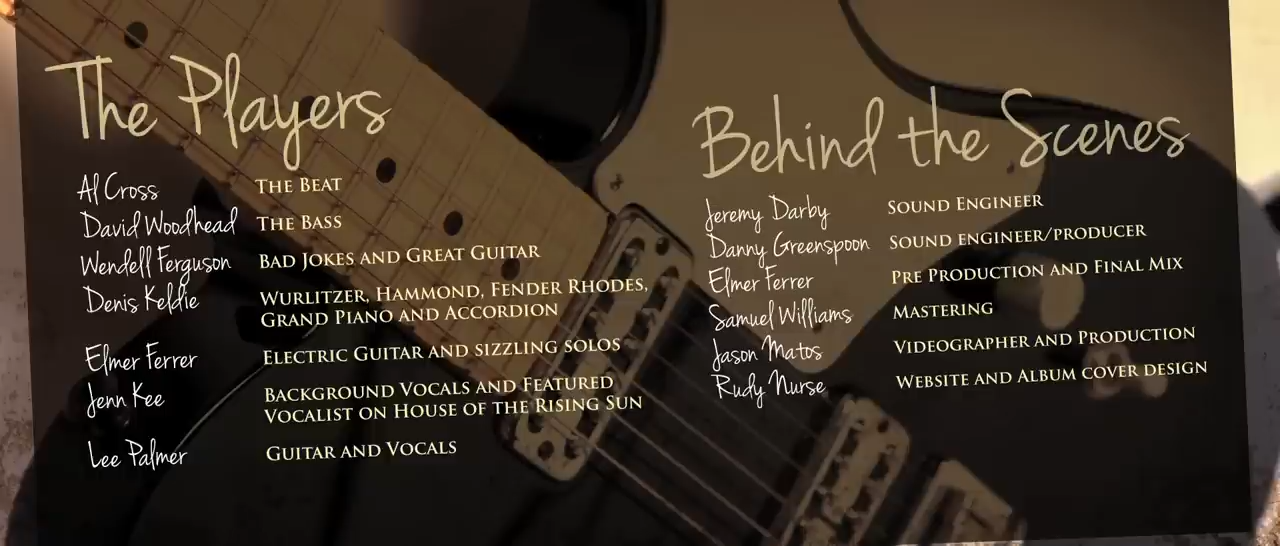 The Players
Al Cross THE BEAT
David Woodhead THE BASS
Wendell Ferguson BAD JOKES AND GREAT GUITAR
Denis Keldie WURLITZER, HAMMOND, FENDER RHODES,
GRAND PIANO AND ACCORDION
Elmer Ferrer ELECTRIC GUITAR AND SIZZLING SOLOS
Jenn Kee BACKGROUND VOCALS AND FEATURED
VOCALIST ON HOUSE OF THE RISING SUN
Lee Palmer GUITAR AND VOCALS
Behind the Scenes
Jeremy Darby SOUND ENGINEER
Danny Greenspoon SOUND ENGINEER/PRODUCER
Elmer Ferrer PRE PRODUCTION AND FINAL MIX
Samuel Williams MASTERING
Jason Matos VIDEOGRAPHER AND PRODUCTION
Rudy Nurse WEBSITE AND ALBUM COVER DESIGN